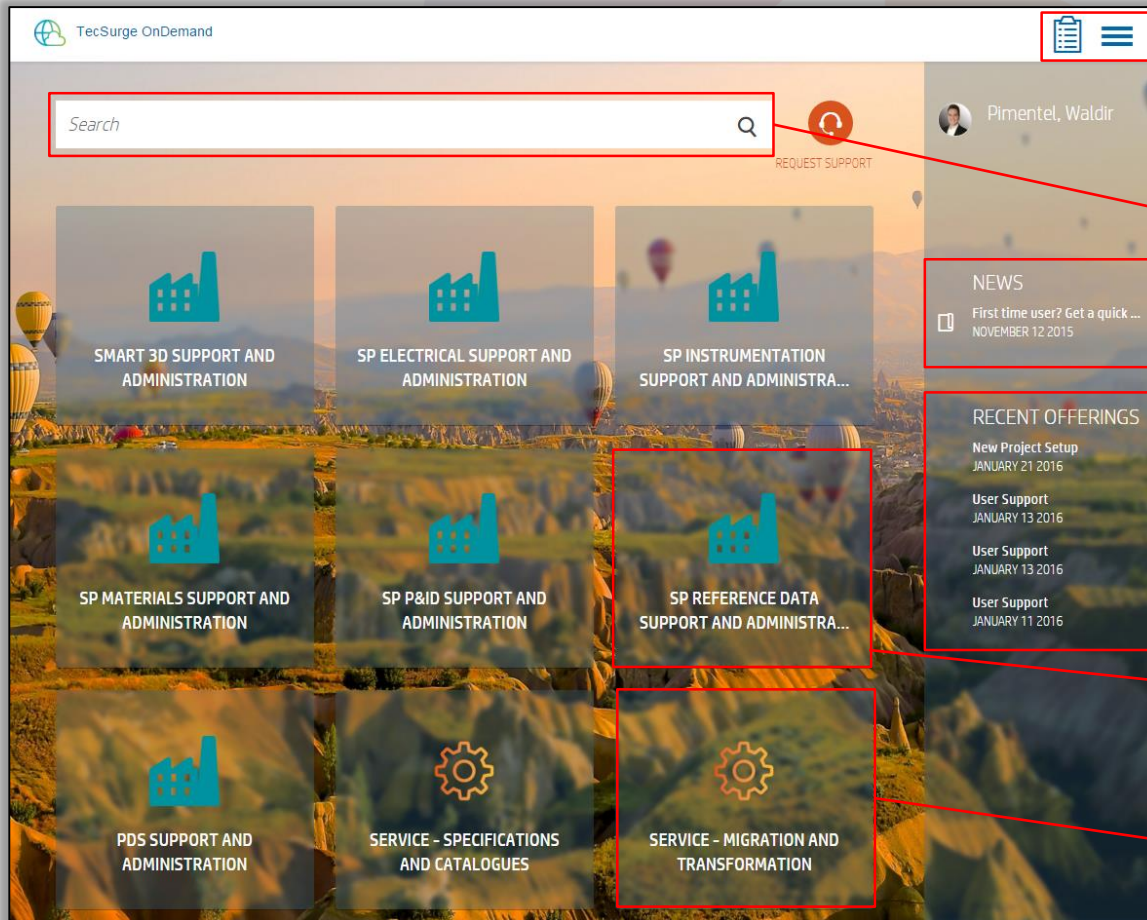 TecSurge OnDemand
Search
REQUEST SUPPORT
Pimentel, Waldir
SMART 3D SUPPORT AND
ADMINISTRATION
SP ELECTRICAL SUPPORT AND
ADMINISTRATION
SP INSTRUMENTATION
SUPPORT AND ADMINISTRA...
NEWS
First time user? Get a quick ...
NOVEMBER 12 2015
RECENT OFFERINGS
New Project Setup
JANUARY 21 2016
User Support
JANUARY 13 2016
User Support
JANUARY 13 2016
User Support
JANUARY 11 2016
SP MATERIALS SUPPORT AND
ADMINISTRATION
SP P&ID SUPPORT AND
ADMINISTRATION
SP REFERENCE DATA
SUPPORT AND ADMINISTRA...
PDS SUPPORT AND
ADMINISTRATION
SERVICE - SPECIFICATIONS
AND CATALOGUES
SERVICE - MIGRATION AND
TRANSFORMATION